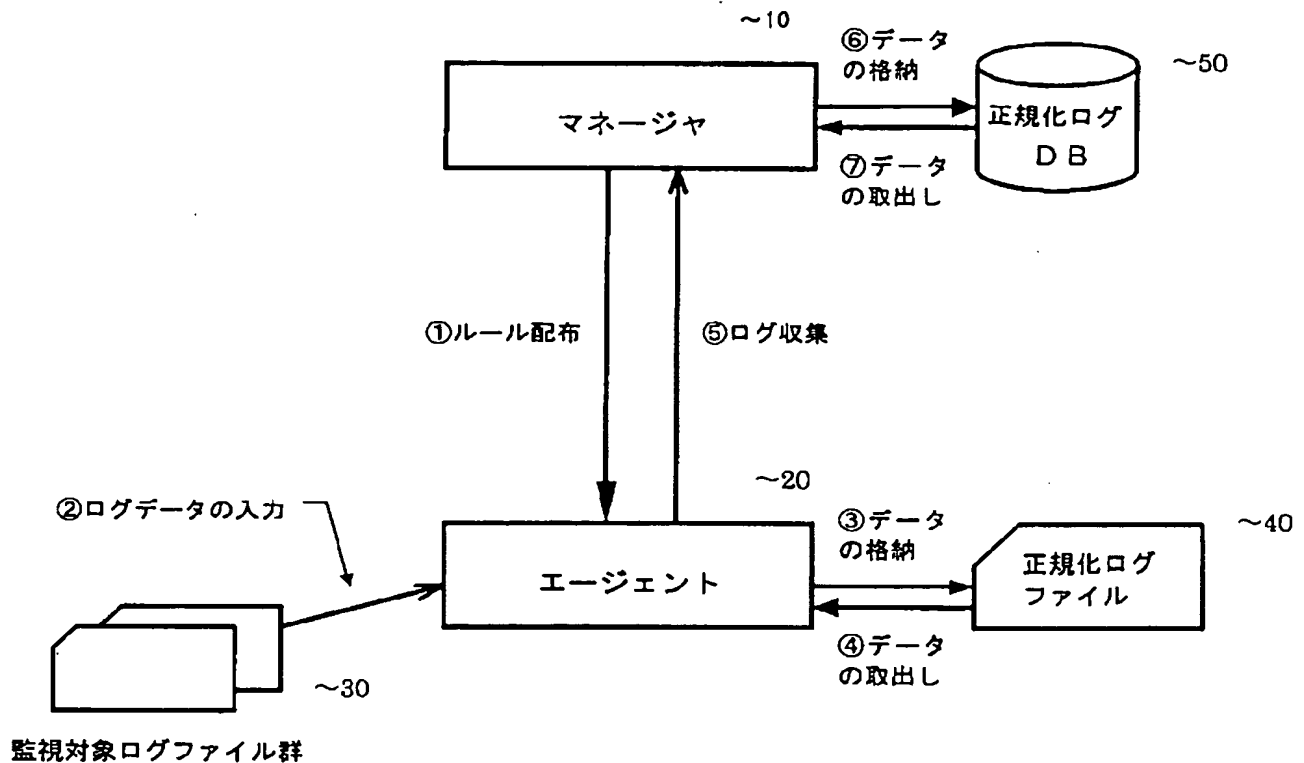 ～10
⑥データ
の格納
～50
マネージャ
正規化ログ
ＤＢ
⑦データ
の取出し
①ルール配布
⑤ログ収集
～20
②ログデータの入力
③データ
の格納
～40
エージェント
正規化ログ
ファイル
④データ
の取出し
～30
監視対象ログファイル群